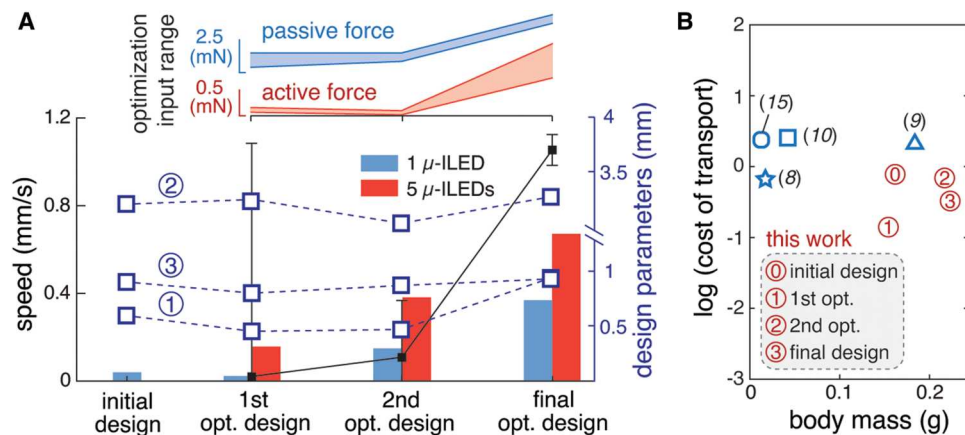 A
optimization
input range
2.5
(mN)
passive force
0.5
(mN)
active force
speed (mm/s)
1.2
0.8
0.4
0
1 μ-ILED
5 μ-ILEDs
②
③
①
4
3.5
1
0.5
design parameters (mm)
initial
design
1st
opt. design
2nd
opt. design
final
opt. design
B
log (cost of transport)
2
1
0
-1
-2
-3
(15)
(10)
(9)
(8)
⓪
②
③
①
this work
⓪ initial design
① 1st opt.
② 2nd opt.
③ final design
0
0.1
0.2
body mass (g)